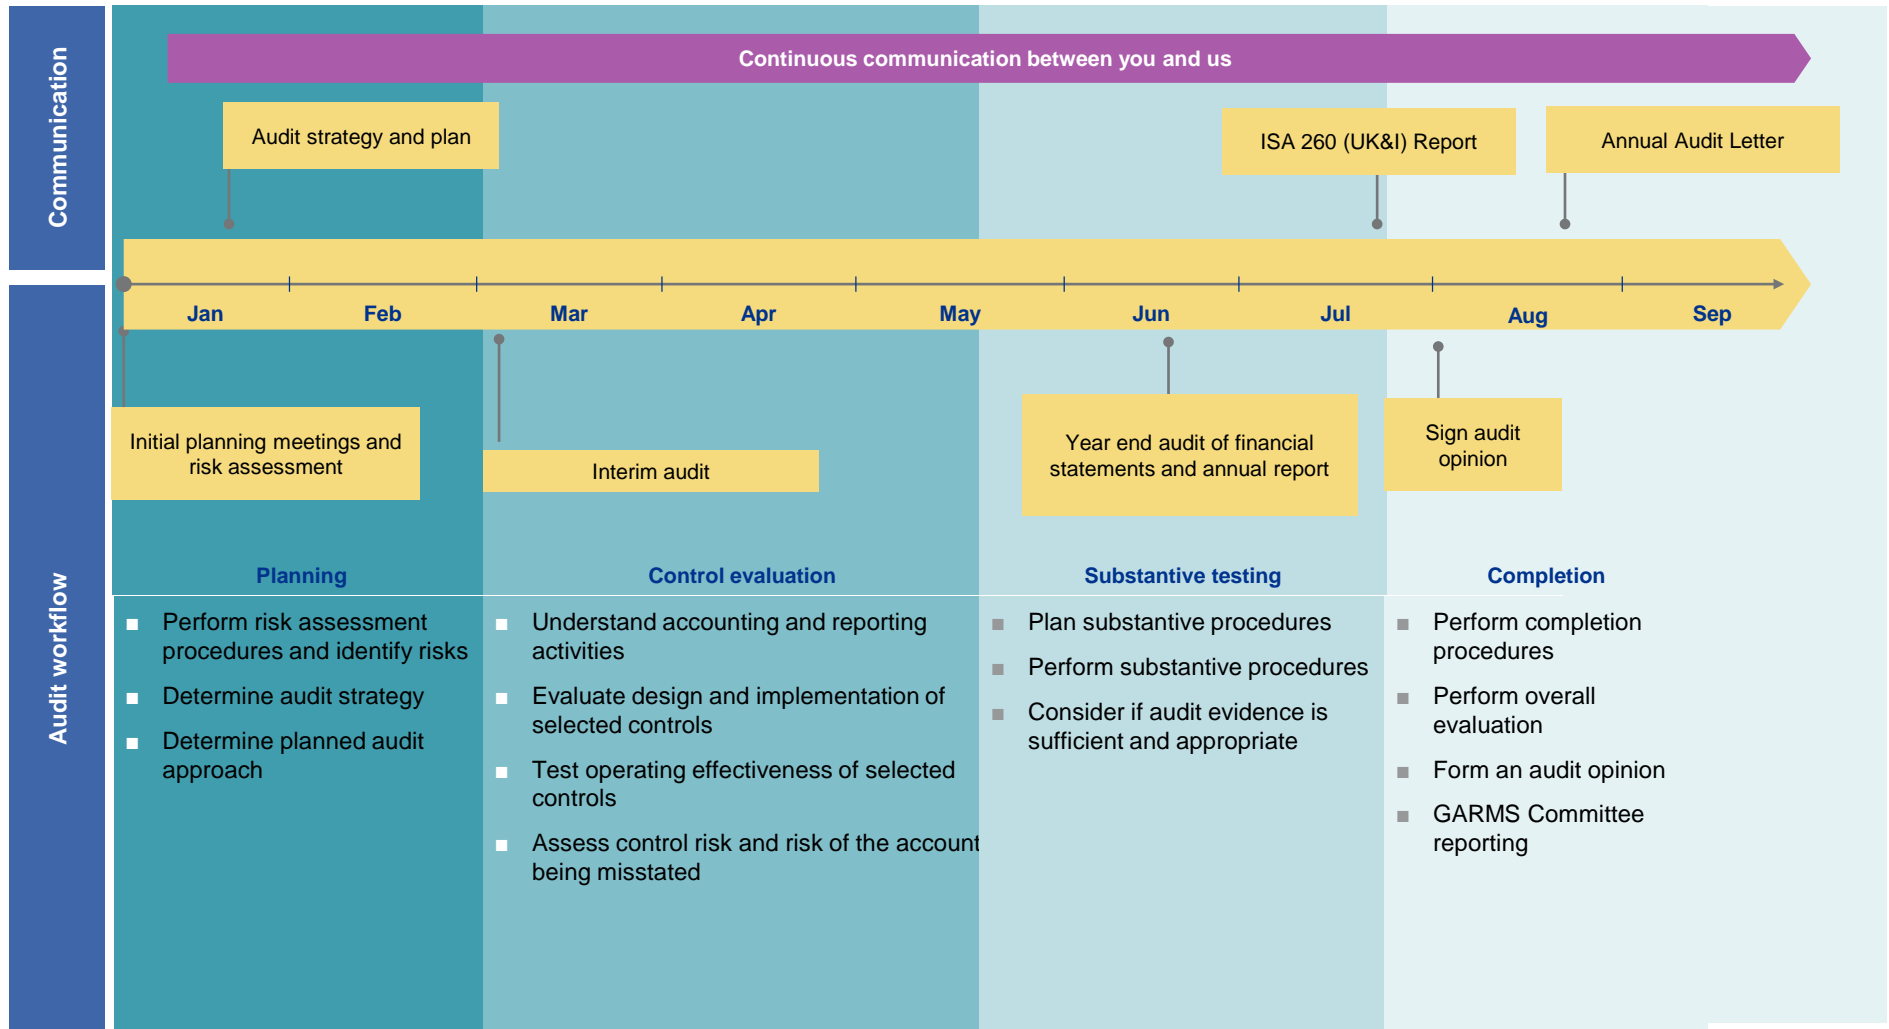 Communication
Continuous communication between you and us
Audit strategy and plan
ISA 260 (UK&I) Report
Annual Audit Letter
Jan
Feb
Mar
Apr
May
Jun
Jul
Aug
Sep
Audit workflow
Initial planning meetings and
risk assessment
Interim audit
Year end audit of financial
statements and annual report
Sign audit
opinion
Planning
■ Perform risk assessment
procedures and identify risks
■ Determine audit strategy
■ Determine planned audit
approach
Control evaluation
■ Understand accounting and reporting
activities
■ Evaluate design and implementation of
selected controls
■ Test operating effectiveness of selected
controls
■ Assess control risk and risk of the account
being misstated
Substantive testing
■ Plan substantive procedures
■ Perform substantive procedures
■ Consider if audit evidence is
sufficient and appropriate
Completion
■ Perform completion
procedures
■ Perform overall
evaluation
■ Form an audit opinion
■ GARMS Committee
reporting